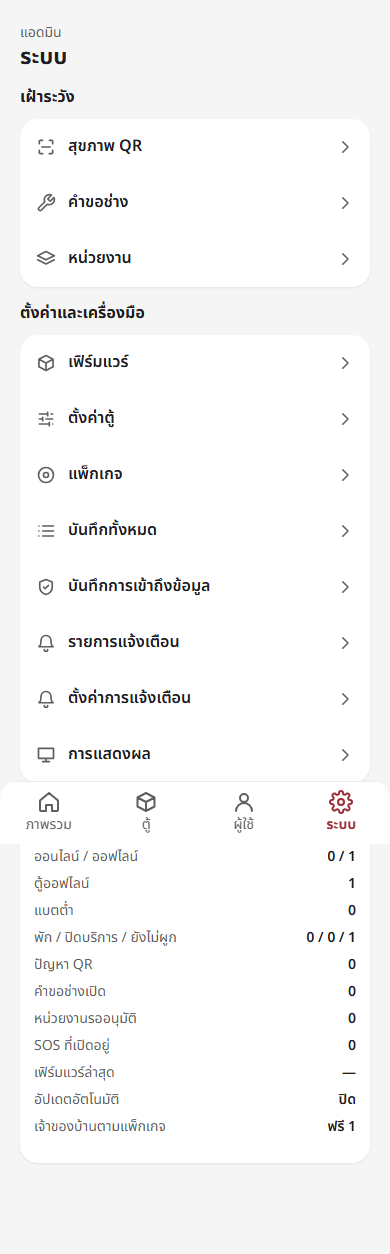 แอดมิน
ระบบ
เฝ้าระวัง
สุขภาพ QR
คำขอช่าง
หน่วยงาน
ตั้งค่าและเครื่องมือ
เฟิร์มแวร์
ตั้งค่าตู้
แพ็กเกจ
บันทึกทั้งหมด
บันทึกการเข้าถึงข้อมูล
รายการแจ้งเตือน
ตั้งค่าการแจ้งเตือน
การแสดงผล
ภาพรวม ตู้ ผู้ใช้ ระบบ
ออนไลน์ / ออฟไลน์ 0 / 1
ตู้ออฟไลน์ 1
แบตต่ำ 0
พัก / ปิดบริการ / ยังไม่ผูก 0 / 0 / 1
ปัญหา QR 0
คำขอช่างเปิด 0
หน่วยงานรออนุมัติ 0
SOS ที่เปิดอยู่ 0
เฟิร์มแวร์ล่าสุด —
อัปเดตอัตโนมัติ ปิด
เจ้าของบ้านตามแพ็กเกจ ฟรี 1